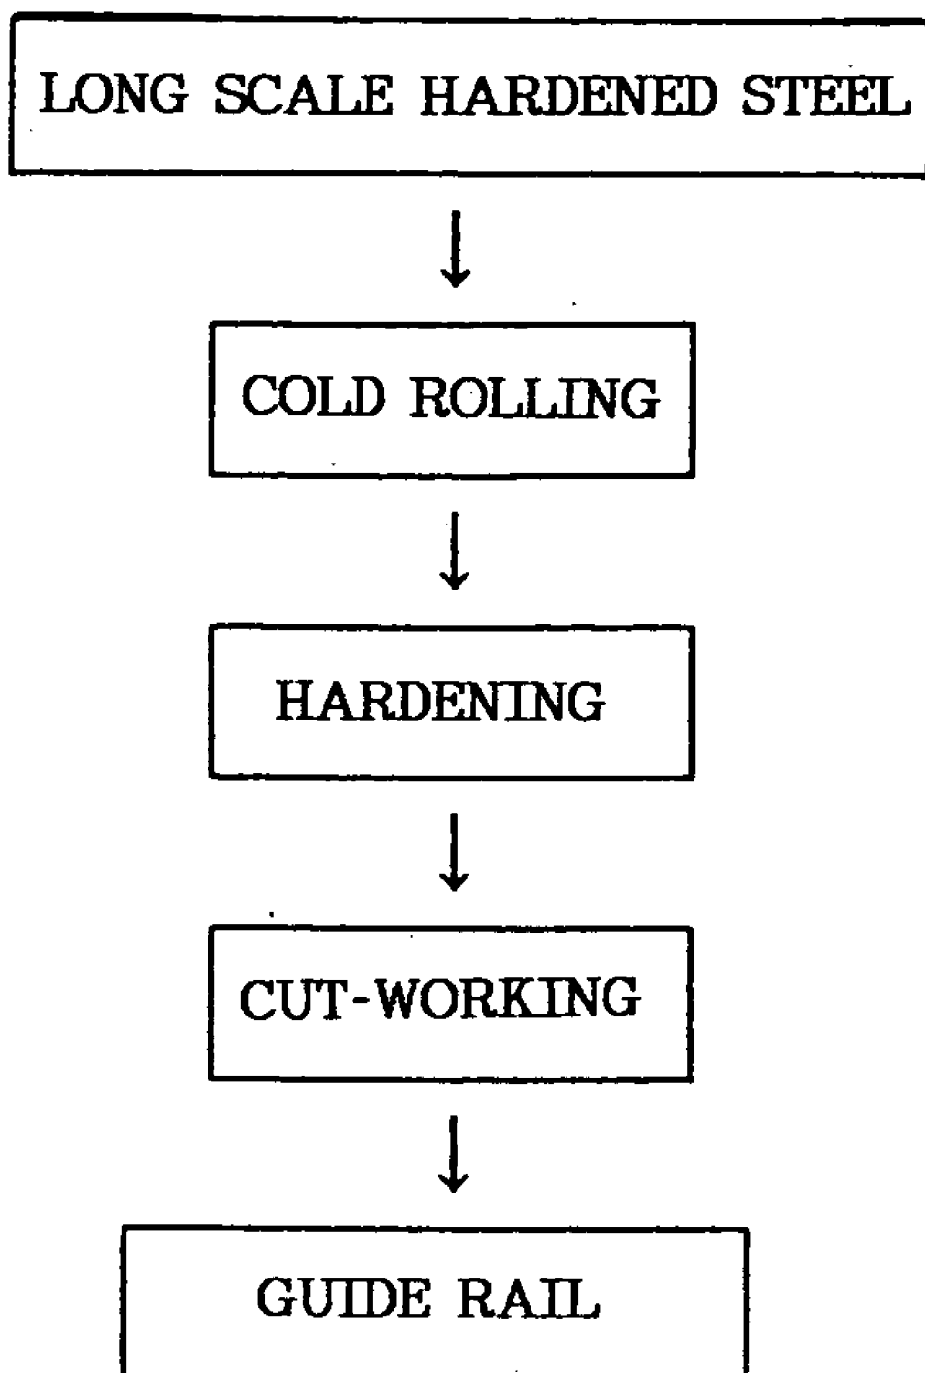 LONG SCALE HARDENED STEEL
COLD ROLLING
HARDENING
CUT-WORKING
GUIDE RAIL